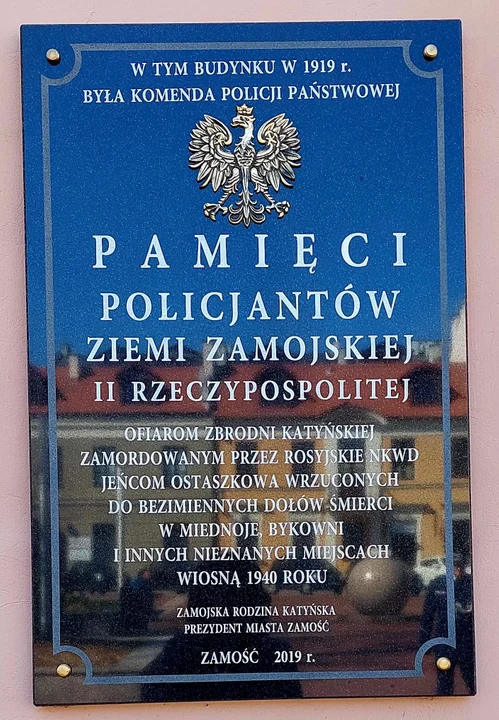 W TYM BUDYNKU W 1919 r.
BYŁA KOMENDA POLICJI PAŃSTWOWEJ
PAMIĘCI
POLICJANTÓW
ZIEMI ZAMOJSKIEJ
II RZECZYPOSPOLITEJ
OFIAROM ZBRODNI KATYŃSKIEJ
ZAMORDOWANYM PRZEZ ROSYJSKIE NKWD
JEŃCOM OSTASZKOWA WRZUCONYCH
DO BEZIMIENNYCH DOŁÓW ŚMIERCI
W MIEDNOJE, BYKOWNI
I INNYCH NIEZNANYCH MIEJSCACH
WIOSNĄ 1940 ROKU
ZAMOJSKA RODZINA KATYŃSKA
PREZYDENT MIASTA ZAMOŚĆ
ZAMOŚĆ 2019 r.